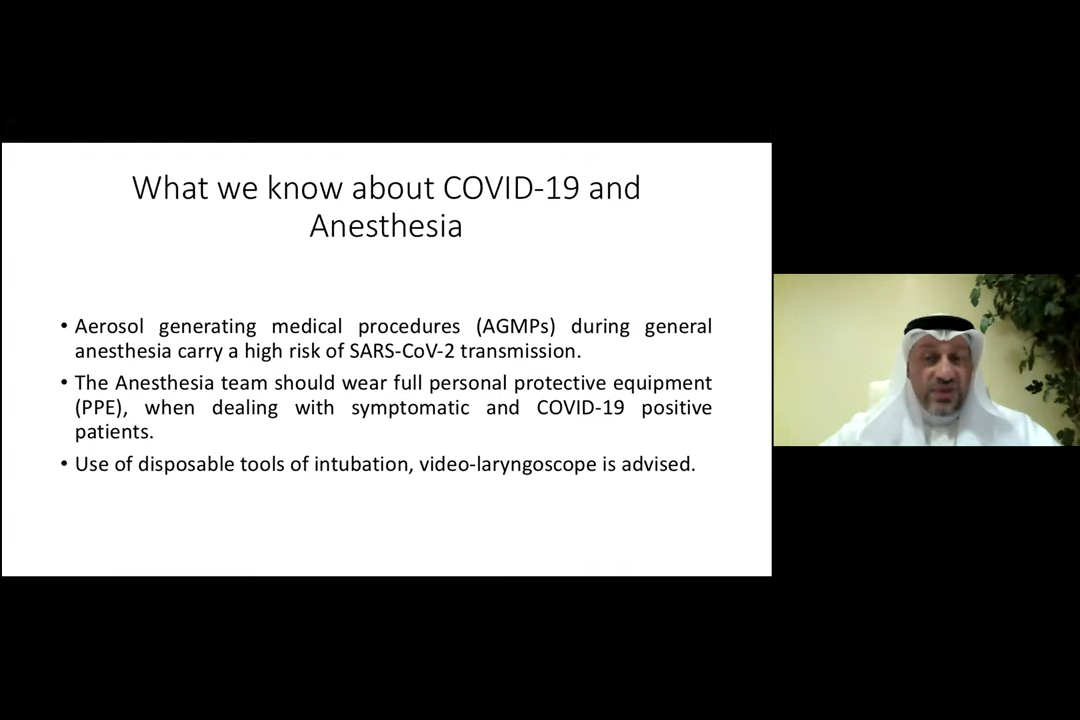 What we know about COVID-19 and
Anesthesia
• Aerosol generating medical procedures (AGMPs) during general
anesthesia carry a high risk of SARS-CoV-2 transmission.
• The Anesthesia team should wear full personal protective equipment
(PPE), when dealing with symptomatic and COVID-19 positive
patients.
• Use of disposable tools of intubation, video-laryngoscope is advised.